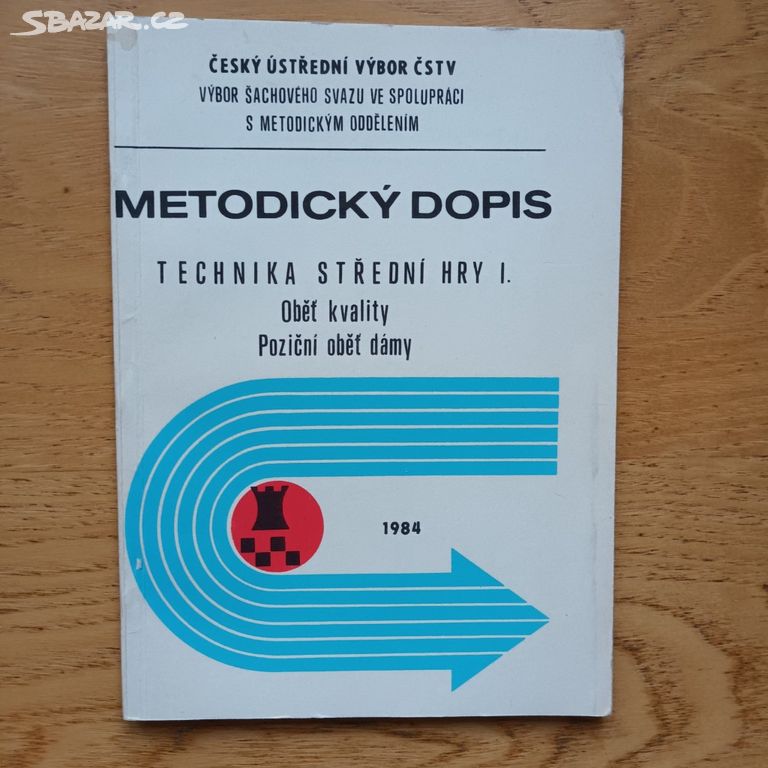 SBAZAR.CZ
ČESKÝ ÚSTŘEDNÍ VÝBOR ČSTV
VÝBOR ŠACHOVÉHO SVAZU VE SPOLUPRÁCI
S METODICKÝM ODDĚLENÍM
METODICKÝ DOPIS
TECHNIKA STŘEDNÍ HRY I.
Oběť kvality
Poziční oběť dámy
1984